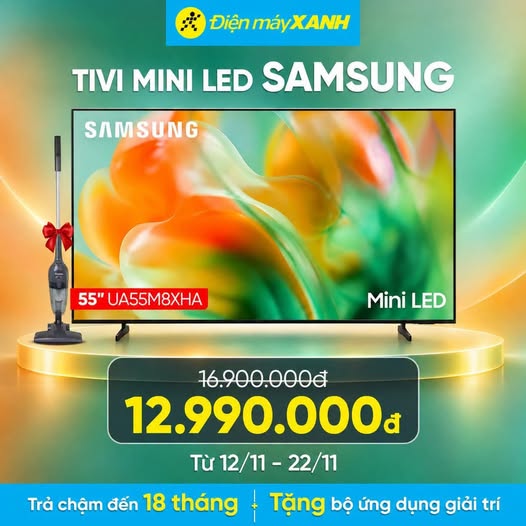 Điện máyXANH
TIVI MINI LED SAMSUNG
SAMSUNG
55" UA55M8XHA
Mini LED
16.900.000đ
12.990.000đ
Từ 12/11 - 22/11
Trả chậm đến 18 tháng + Tặng bộ ứng dụng giải trí